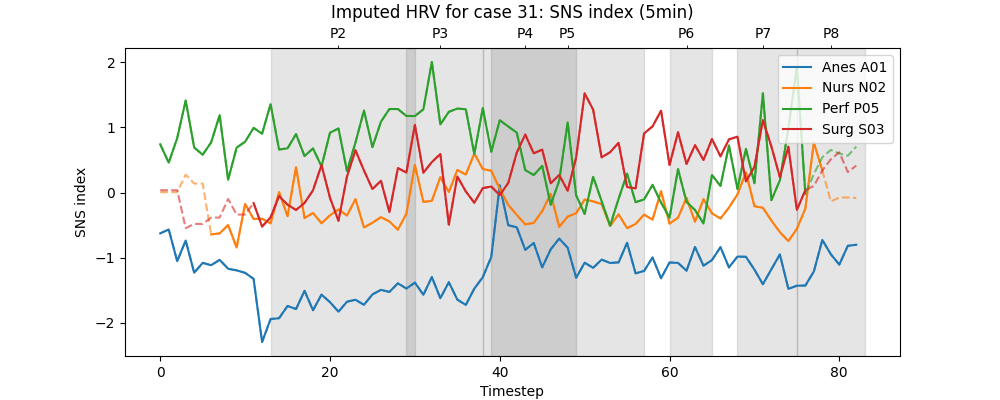 Imputed HRV for case 31: SNS index (5min)
P2 P3 P4 P5 P6 P7 P8
Anes A01
Nurs N02
Perf P05
Surg S03
SNS index
2
1
0
−1
−2
0 20 40 60 80
Timestep